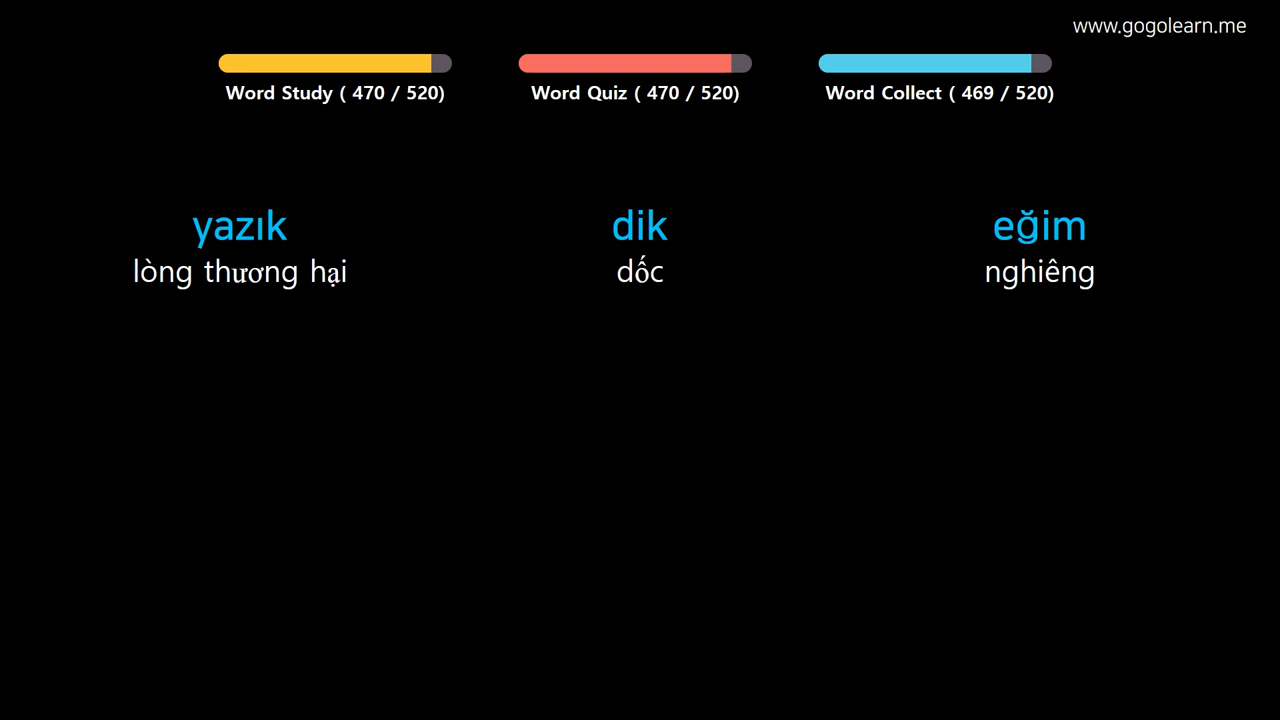 www.gogolearn.me
Word Study ( 470 / 520)
Word Quiz ( 470 / 520)
Word Collect ( 469 / 520)
yazık
dik
eğim
lòng thương hại
dốc
nghiêng